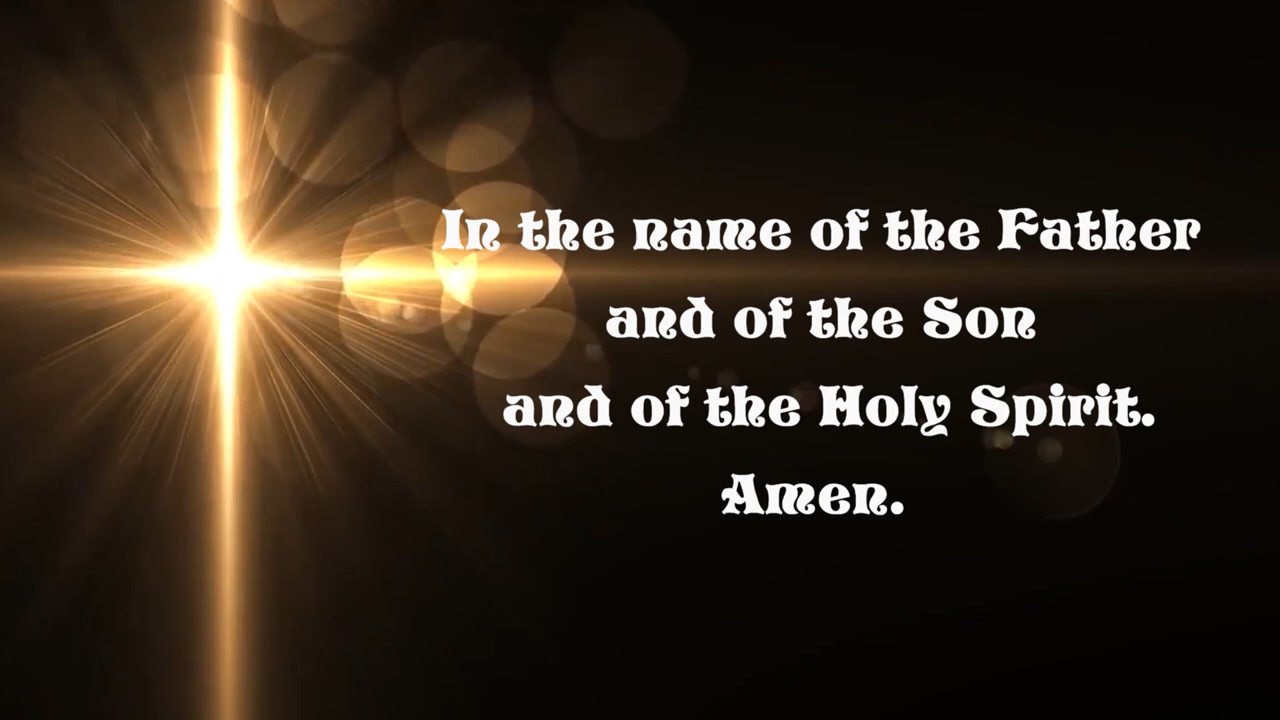 In the name of the Father
and of the Son
and of the Holy Spirit.
Amen.